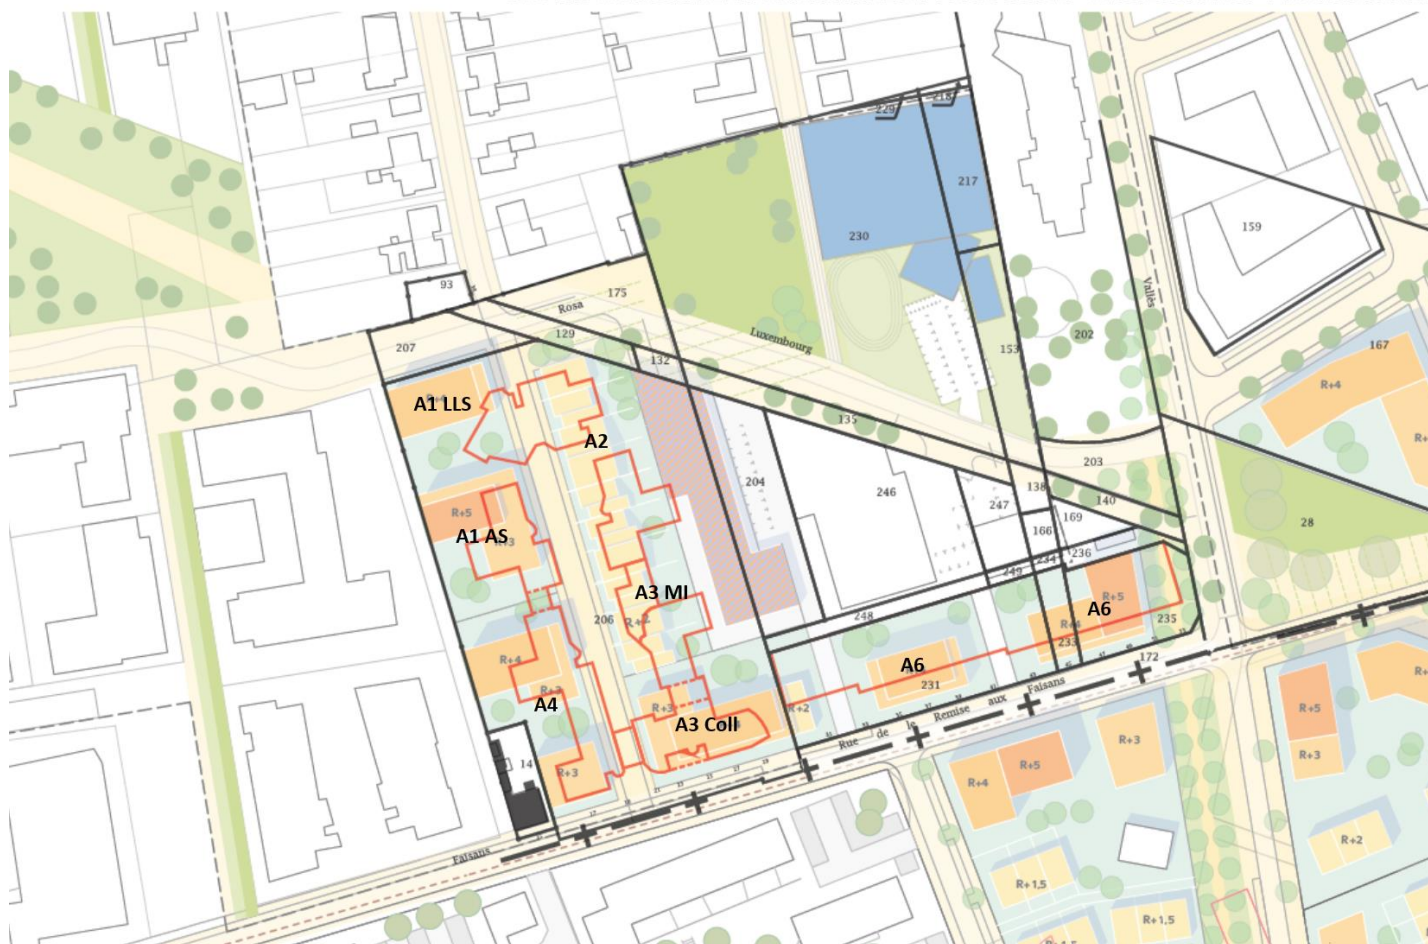 229
218
217
93
175
230
159
Rosa
129
Vallès
207
132
Luxembourg
153
202
167
R+4
A1 LLS
A2
135
203
204
246
138
140
247
R+5
28
A1 AS
R+3
166
169
236
234
249
A3 MI
R+5
206
R+2
248
A6
R+4
235
233
172
R+4
A6
231
R+3
A4
R+3
R+2
A3 Coll
Rue de le Remise aux Faisans
R+5
R+3
14
R+3
R+5
R+4
R+3
R+2
Faisans
R+1,5
R+1,5